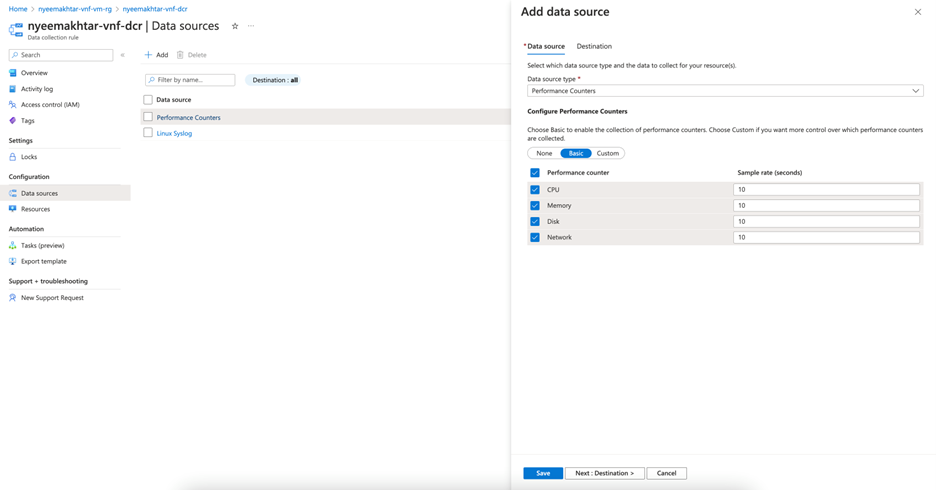 Home > nyeemakhtar-vnf-vm-rg > nyeemakhtar-vnf-dcr
nyeemakhtar-vnf-dcr | Data sources ☆ ...
Data collection rule
Search «
Overview
Activity log
Access control (IAM)
Tags
Settings
Locks
Configuration
Data sources
Resources
Automation
Tasks (preview)
Export template
Support + troubleshooting
New Support Request
+ Add Delete
Filter by name... Destination : all
Data source
Performance Counters
Linux Syslog
Add data source
* Data source Destination
Select which data source type and the data to collect for your resource(s).
Data source type *
Performance Counters
Configure Performance Counters
Choose Basic to enable the collection of performance counters. Choose Custom if you want more control over which performance counters
are collected.
None Basic Custom
Performance counter Sample rate (seconds)
CPU 10
Memory 10
Disk 10
Network 10
Save Next : Destination > Cancel